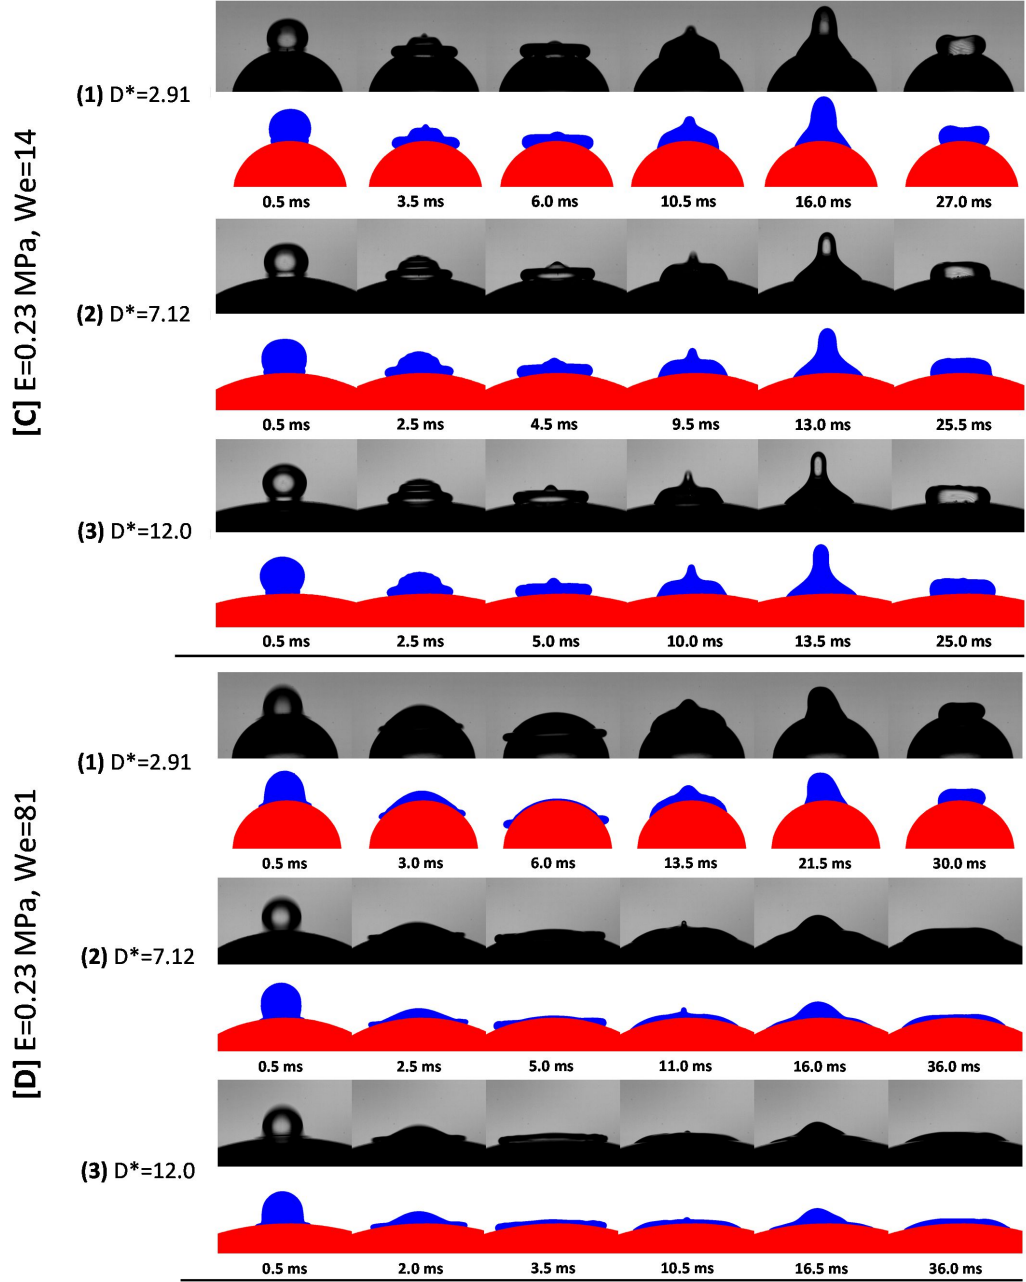 [C] E=0.23 MPa, We=14
(1) D*=2.91
0.5 ms 3.5 ms 6.0 ms 10.5 ms 16.0 ms 27.0 ms
(2) D*=7.12
0.5 ms 2.5 ms 4.5 ms 9.5 ms 13.0 ms 25.5 ms
(3) D*=12.0
0.5 ms 2.5 ms 5.0 ms 10.0 ms 13.5 ms 25.0 ms
[D] E=0.23 MPa, We=81
(1) D*=2.91
0.5 ms 3.0 ms 6.0 ms 13.5 ms 21.5 ms 30.0 ms
(2) D*=7.12
0.5 ms 2.5 ms 5.0 ms 11.0 ms 16.0 ms 36.0 ms
(3) D*=12.0
0.5 ms 2.0 ms 3.5 ms 10.5 ms 16.5 ms 36.0 ms